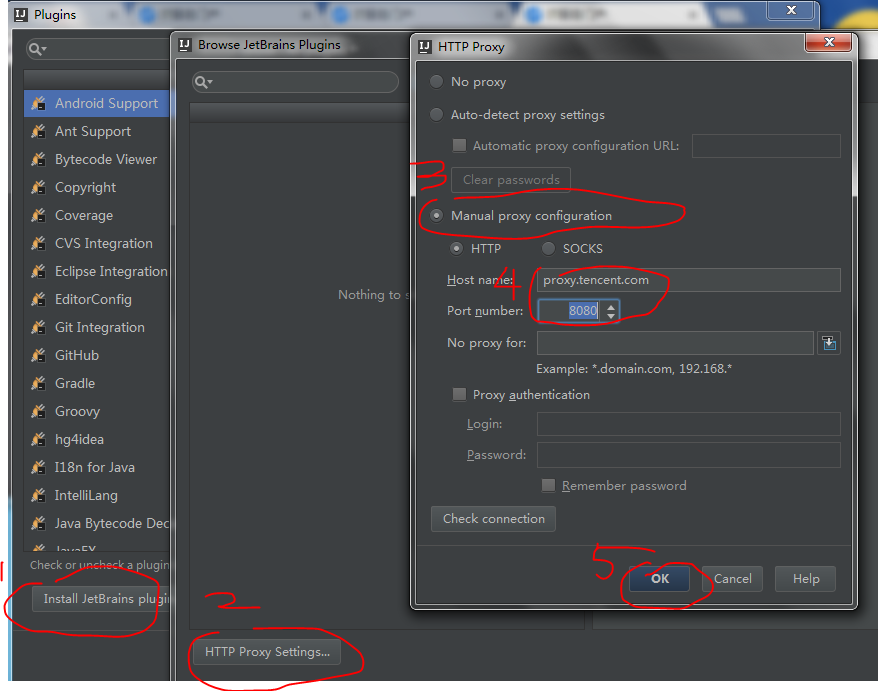 Plugins
Android Support
Ant Support
Bytecode Viewer
Copyright
Coverage
CVS Integration
Eclipse Integration
EditorConfig
Git Integration
GitHub
Gradle
Groovy
hg4idea
I18n for Java
IntelliLang
Java Bytecode Dec
JavaFX
Check or uncheck a plugin
1
Install JetBrains plugi
Browse JetBrains Plugins
Nothing to s
2
HTTP Proxy Settings...
HTTP Proxy
No proxy
Auto-detect proxy settings
Automatic proxy configuration URL:
3
Clear passwords
Manual proxy configuration
HTTP SOCKS
4
Host name: proxy.tencent.com
Port number: 8080
No proxy for:
Example: *.domain.com, 192.168.*
Proxy authentication
Login:
Password:
Remember password
Check connection
5
OK Cancel Help